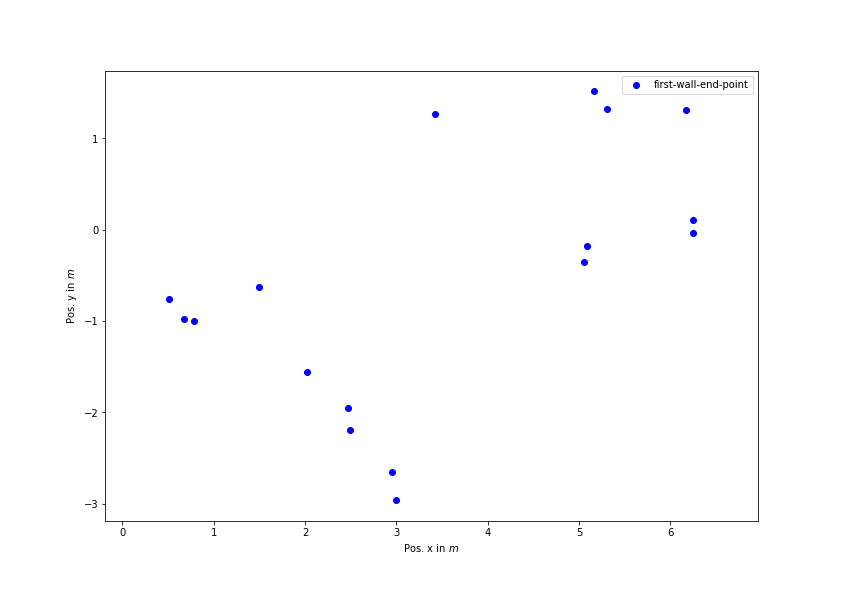 first-wall-end-point
1
0
−1
−2
−3
Pos. y in m
0 1 2 3 4 5 6
Pos. x in m